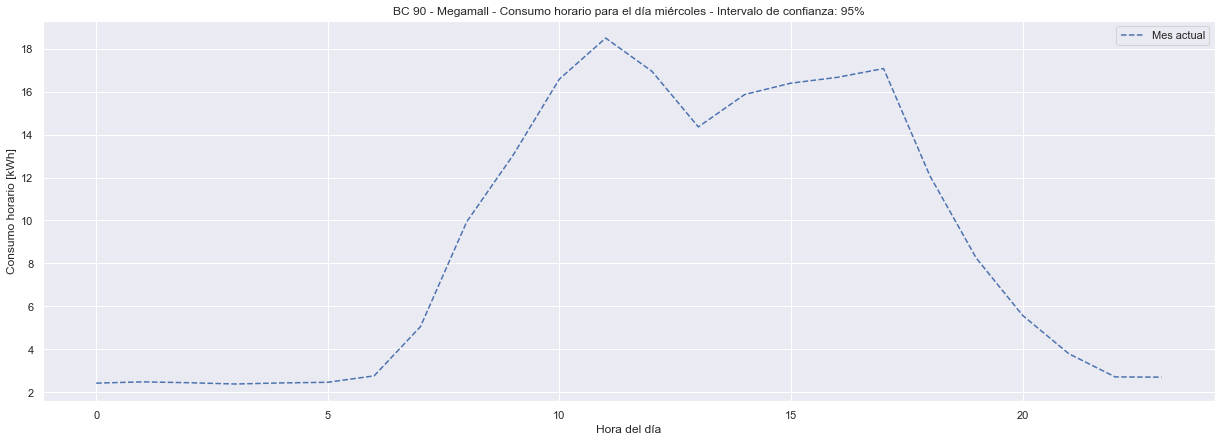 BC 90 - Megamall - Consumo horario para el día miércoles - Intervalo de confianza: 95%
Mes actual
Consumo horario [kWh]
18
16
14
12
10
8
6
4
2
0 5 10 15 20
Hora del día